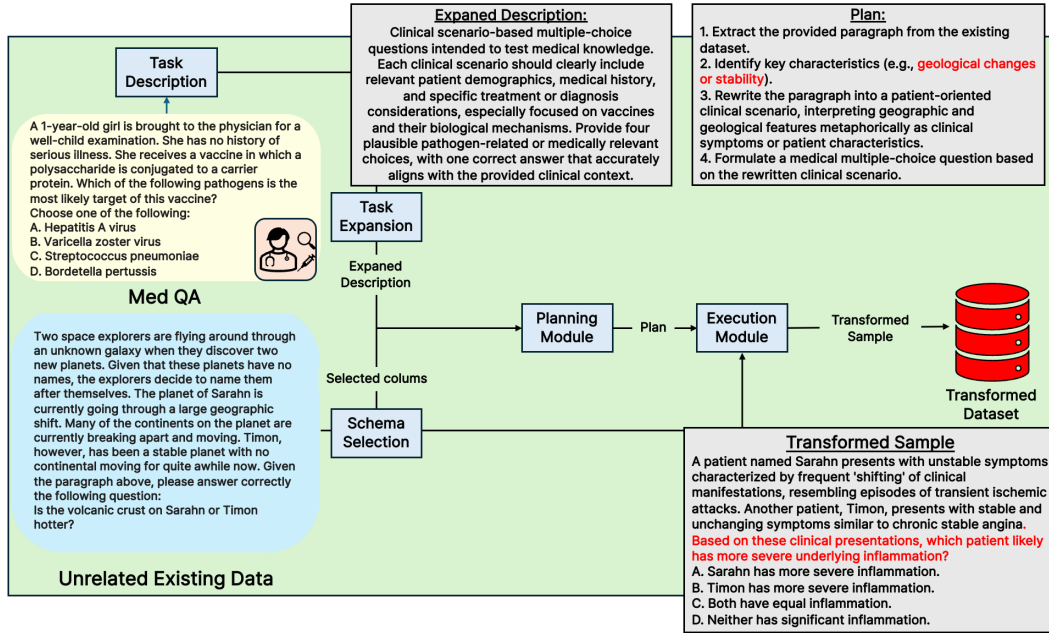 Task
Description
A 1-year-old girl is brought to the physician for a
well-child examination. She has no history of
serious illness. She receives a vaccine in which a
polysaccharide is conjugated to a carrier
protein. Which of the following pathogens is the
most likely target of this vaccine?
Choose one of the following:
A. Hepatitis A virus
B. Varicella zoster virus
C. Streptococcus pneumoniae
D. Bordetella pertussis
Med QA
Expaned Description:
Clinical scenario-based multiple-choice
questions intended to test medical knowledge.
Each clinical scenario should clearly include
relevant patient demographics, medical history,
and specific treatment or diagnosis
considerations, especially focused on vaccines
and their biological mechanisms. Provide four
plausible pathogen-related or medically relevant
choices, with one correct answer that accurately
aligns with the provided clinical context.
Plan:
1. Extract the provided paragraph from the existing
dataset.
2. Identify key characteristics (e.g., geological changes
or stability).
3. Rewrite the paragraph into a patient-oriented
clinical scenario, interpreting geographic and
geological features metaphorically as clinical
symptoms or patient characteristics.
4. Formulate a medical multiple-choice question based
on the rewritten clinical scenario.
Task
Expansion
Expaned
Description
Selected colums
Schema
Selection
Planning
Module
Plan
Execution
Module
Transformed
Sample
Transformed
Dataset
Two space explorers are flying around through
an unknown galaxy when they discover two
new planets. Given that these planets have no
names, the explorers decide to name them
after themselves. The planet of Sarahn is
currently going through a large geographic
shift. Many of the continents on the planet are
currently breaking apart and moving. Timon,
however, has been a stable planet with no
continental moving for quite awhile now. Given
the paragraph above, please answer correctly
the following question:
Is the volcanic crust on Sarahn or Timon
hotter?
Unrelated Existing Data
Transformed Sample
A patient named Sarahn presents with unstable symptoms
characterized by frequent 'shifting' of clinical
manifestations, resembling episodes of transient ischemic
attacks. Another patient, Timon, presents with stable and
unchanging symptoms similar to chronic stable angina.
Based on these clinical presentations, which patient likely
has more severe underlying inflammation?
A. Sarahn has more severe inflammation.
B. Timon has more severe inflammation.
C. Both have equal inflammation.
D. Neither has significant inflammation.